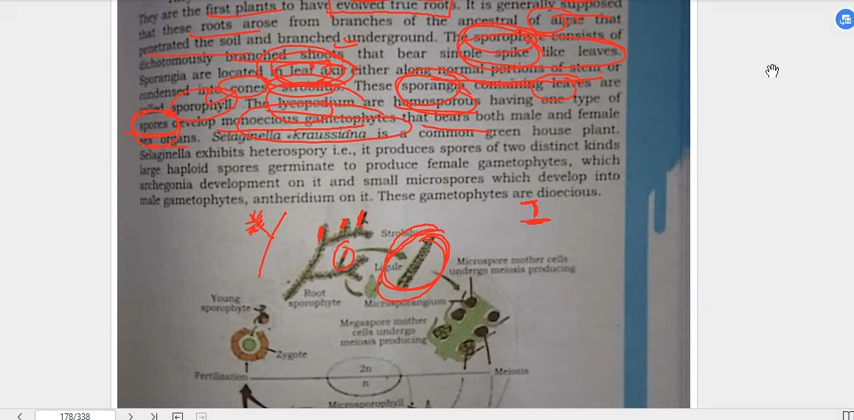 They are the first plants to have evolved true roots. It is generally supposed
that these roots arose from branches of the ancestral of algae that
penetrated the soil and branched underground. The sporophyte consists of
dichotomously branched shoots that bear simple spike like leaves.
Sporangia are located in leaf axis either along normal portions of stem or
condensed into cones strobilus. These sporangia containing leaves are
called sporophyll. The lycopodium are homosporous having one type of
spores develop monoecious gametophytes that bears both male and female
sex organs. Selaginella kraussidna is a common green house plant.
Selaginella exhibits heterospory i.e., it produces spores of two distinct kinds
large haploid spores germinate to produce female gametophytes, which
archegonia development on it and small microspores which develop into
male gametophytes, antheridium on it. These gametophytes are dioecious.
Ligule
Microspore mother cells
undergo meiosis producing
Root
sporophyte
Microsporangium
Young
sporophyte
Megaspore mother
cells undergo
meiosis producing
Zygote
Fertilization
2n
n
Meiosis
Microsporophyll
178/338